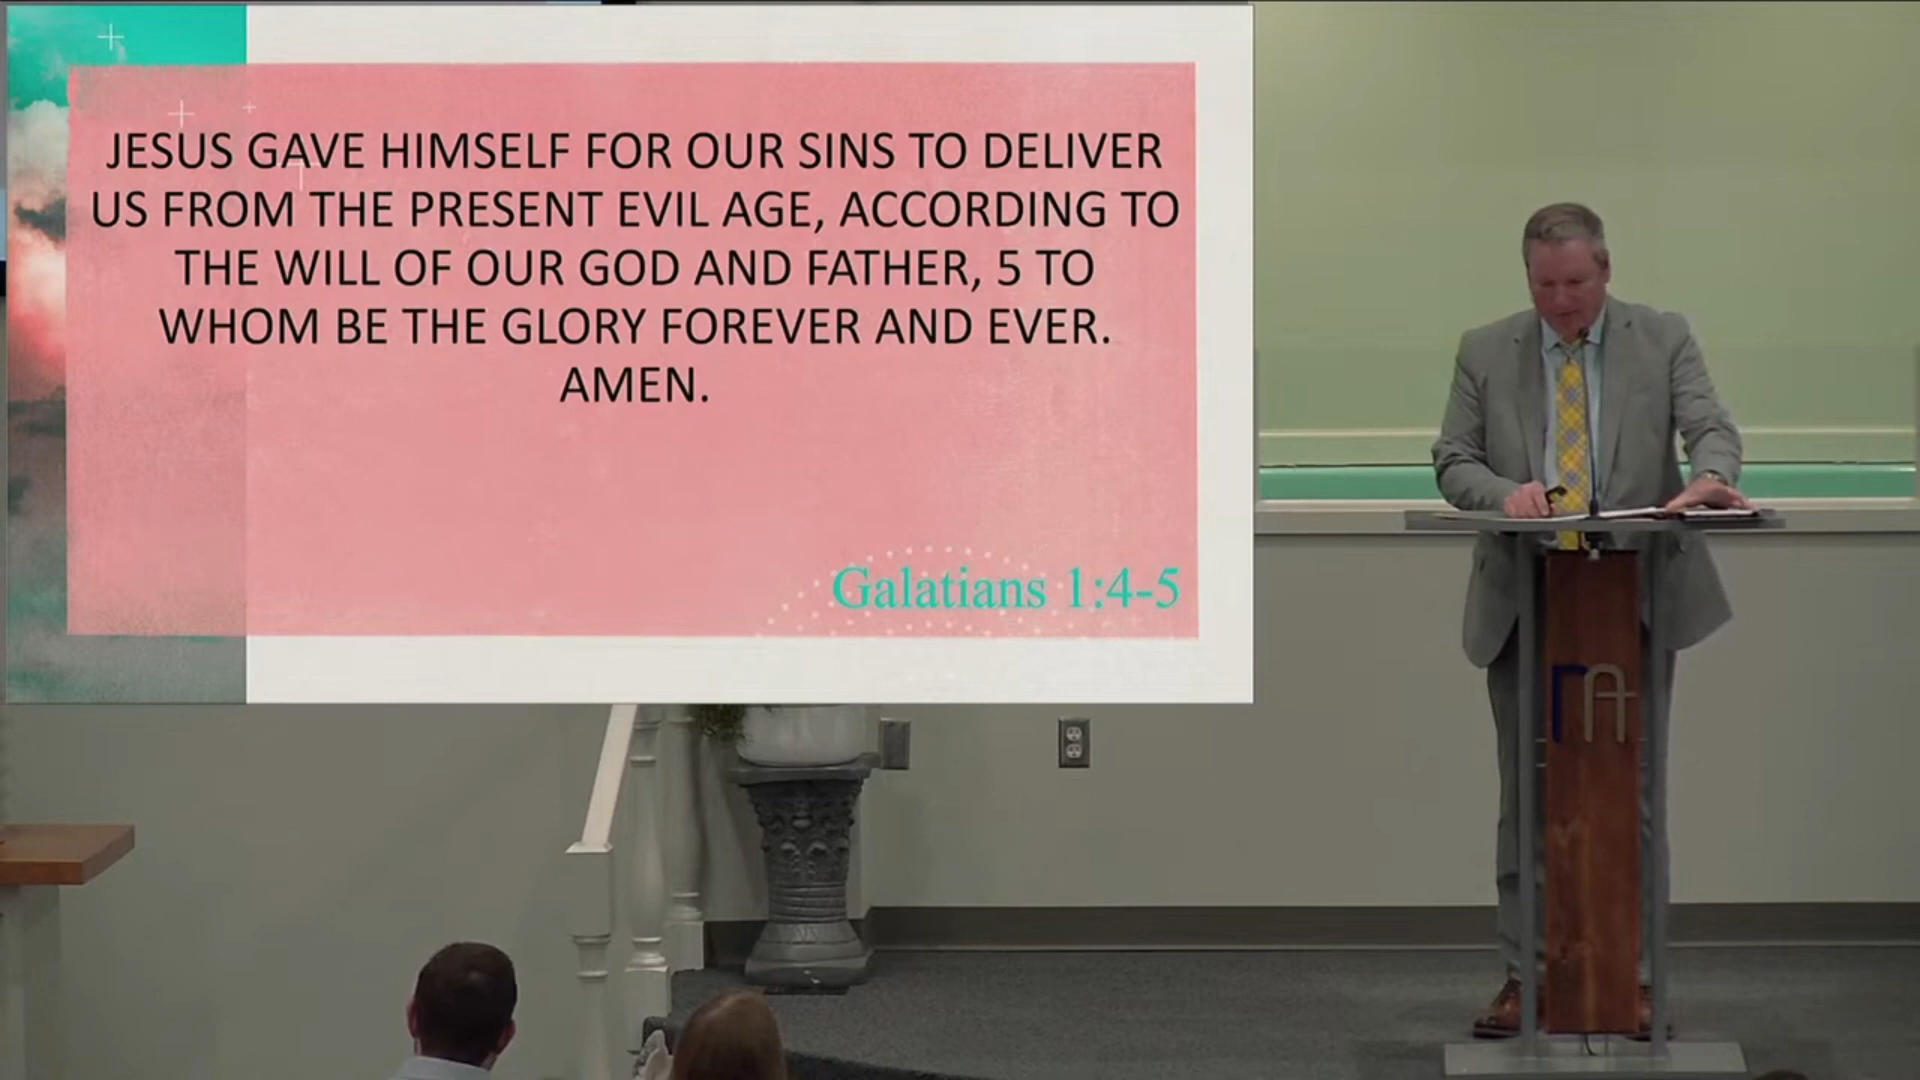 JESUS GAVE HIMSELF FOR OUR SINS TO DELIVER
US FROM THE PRESENT EVIL AGE, ACCORDING TO
THE WILL OF OUR GOD AND FATHER, 5 TO
WHOM BE THE GLORY FOREVER AND EVER.
AMEN.
Galatians 1:4-5